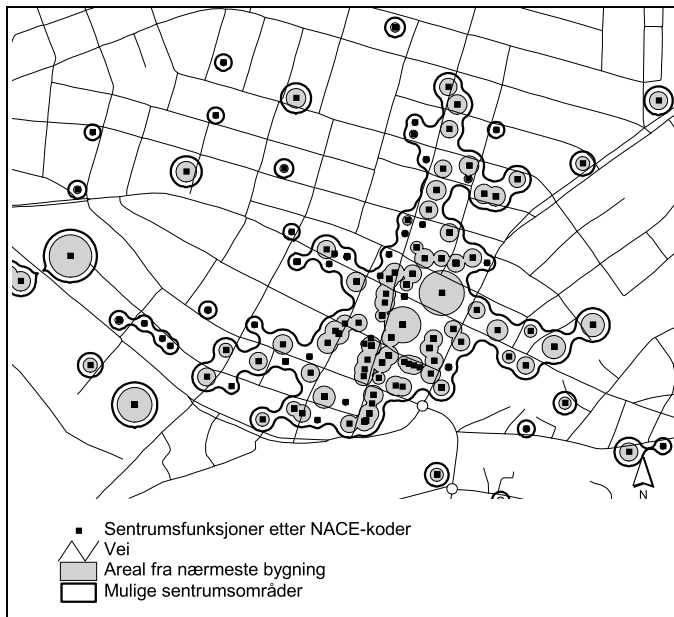 N
Sentrumsfunksjoner etter NACE-koder
Vei
Areal fra nærmeste bygning
Mulige sentrumsområder